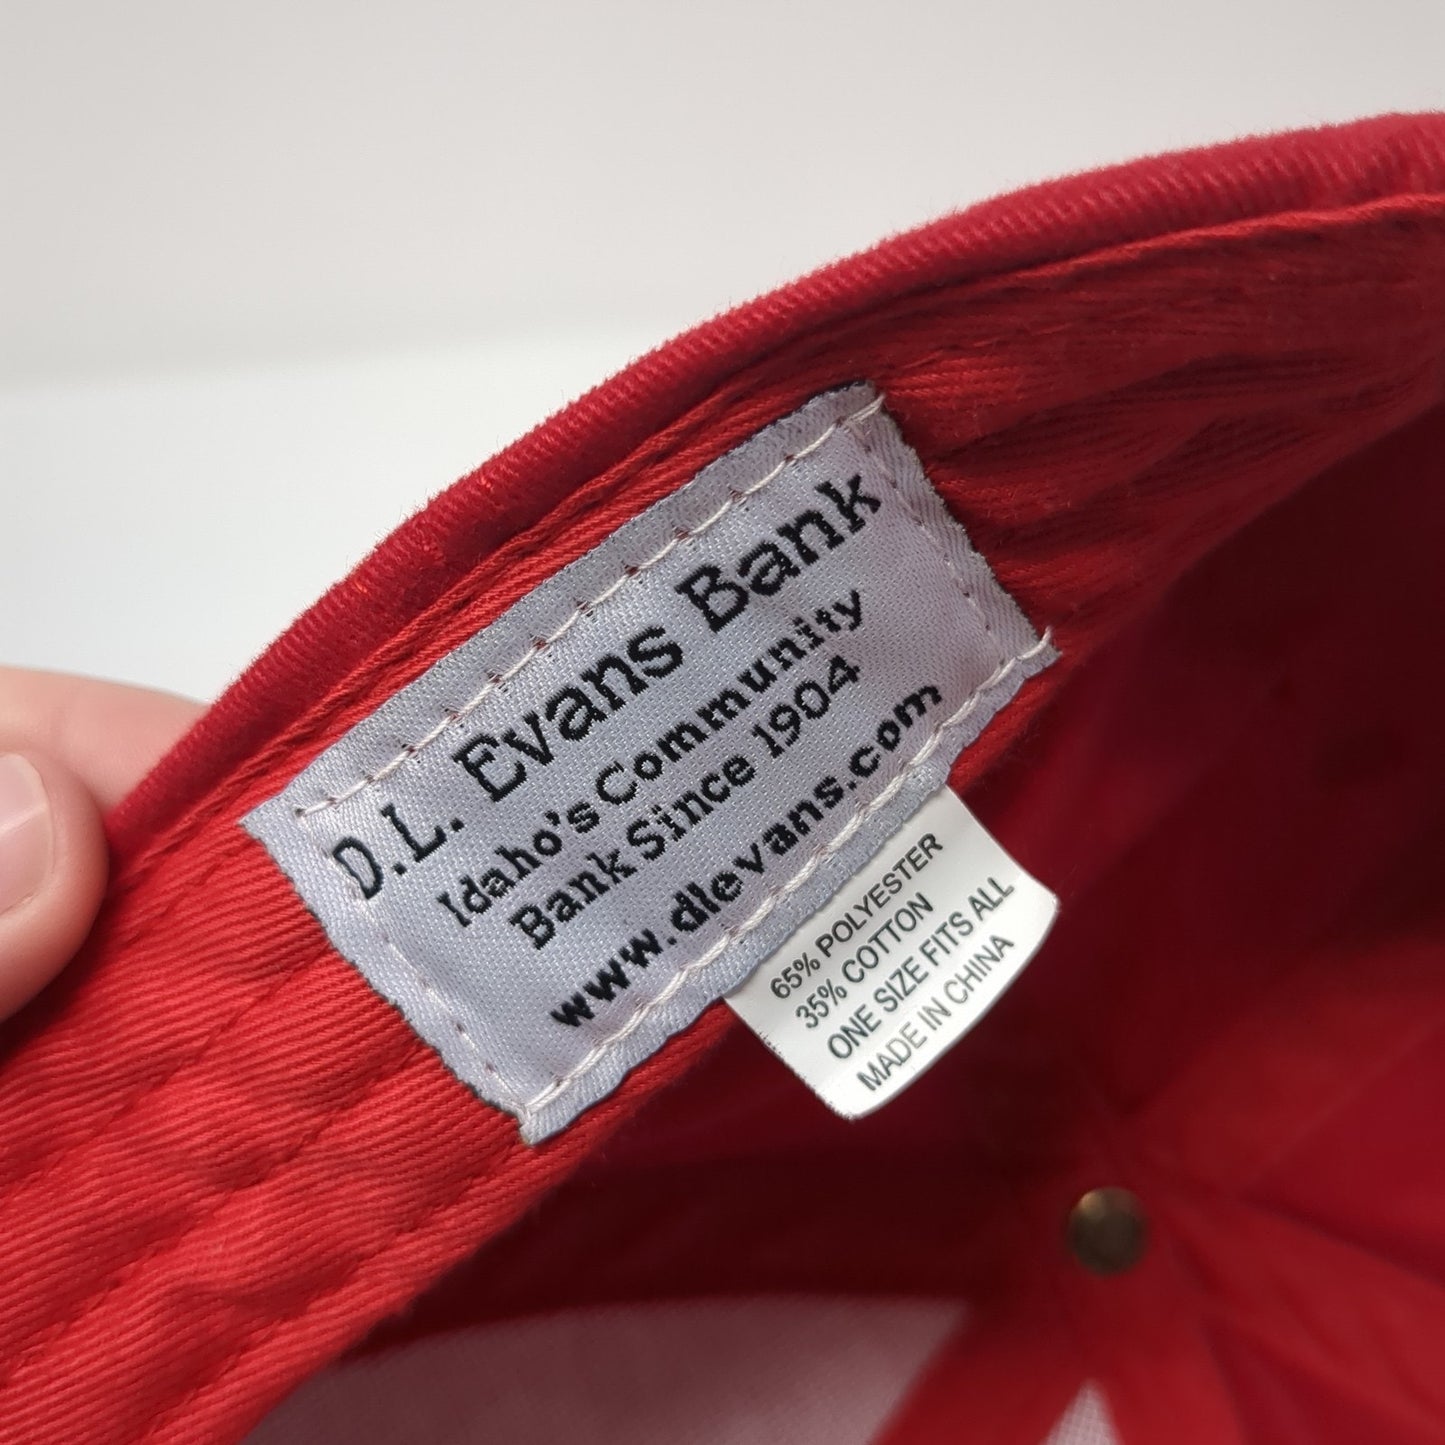 D.L. Evans Bank
Idaho's Community
Bank Since 1904
www.dlevans.com
65% POLYESTER
35% COTTON
ONE SIZE FITS ALL
MADE IN CHINA